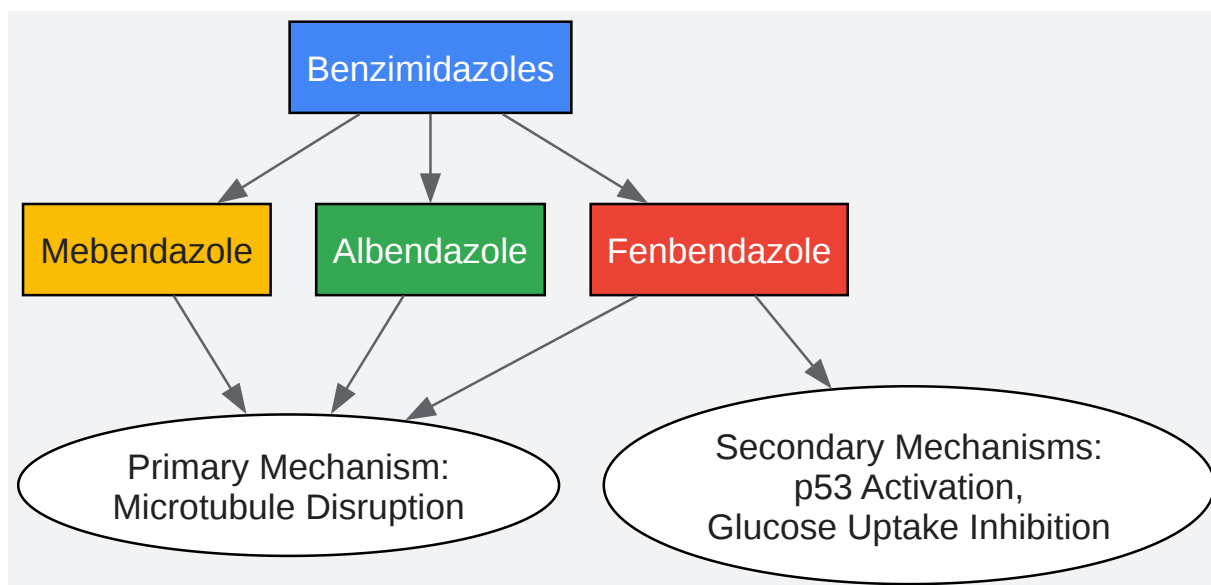 Benzimidazoles
Mebendazole
Albendazole
Fenbendazole
Primary Mechanism:
Microtubule Disruption
Secondary Mechanisms:
p53 Activation,
Glucose Uptake Inhibition